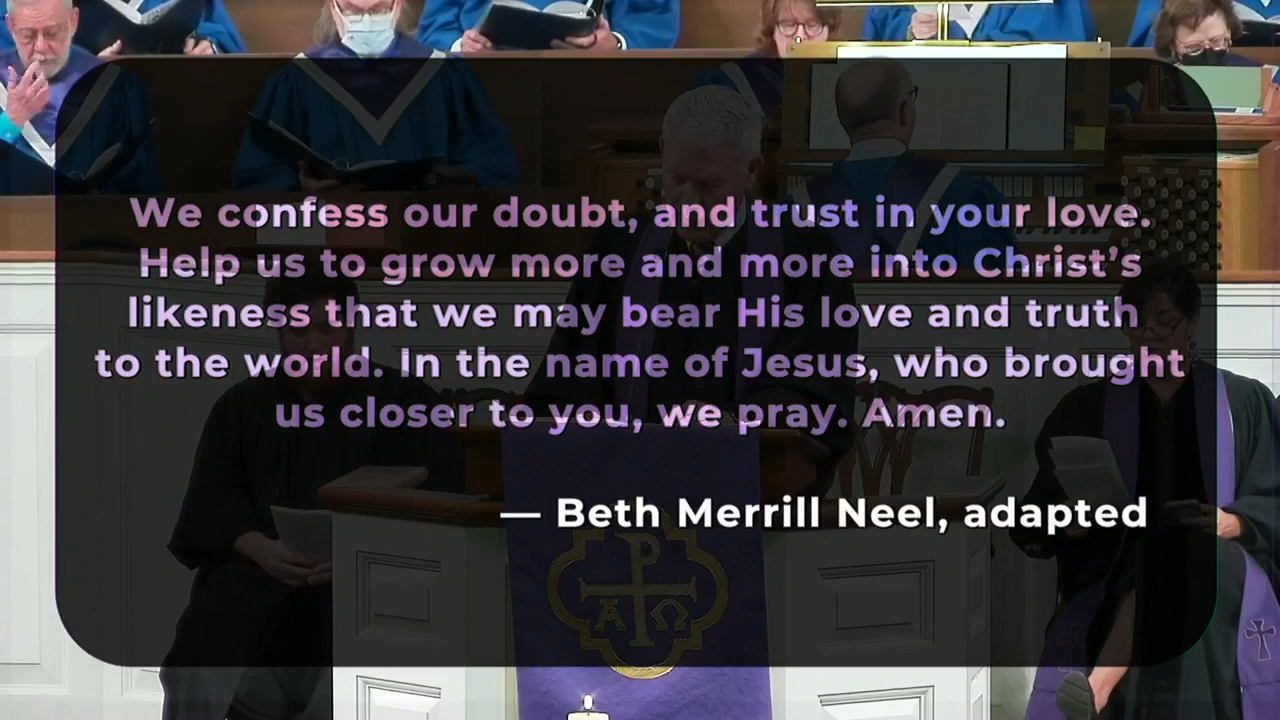 We confess our doubt, and trust in your love.
Help us to grow more and more into Christ's
likeness that we may bear His love and truth
to the world. In the name of Jesus, who brought
us closer to you, we pray. Amen.
— Beth Merrill Neel, adapted
Α Ω